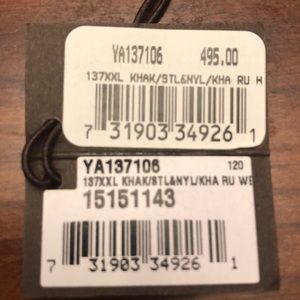 YA137106 495.00
137XXL KHAK/STL&NYL/KHA RU W
7 31903 34926 1
YA137106 120
137XXL KHAK/STL&NYL/KHA RU WE
15151143
7 31903 34926 1